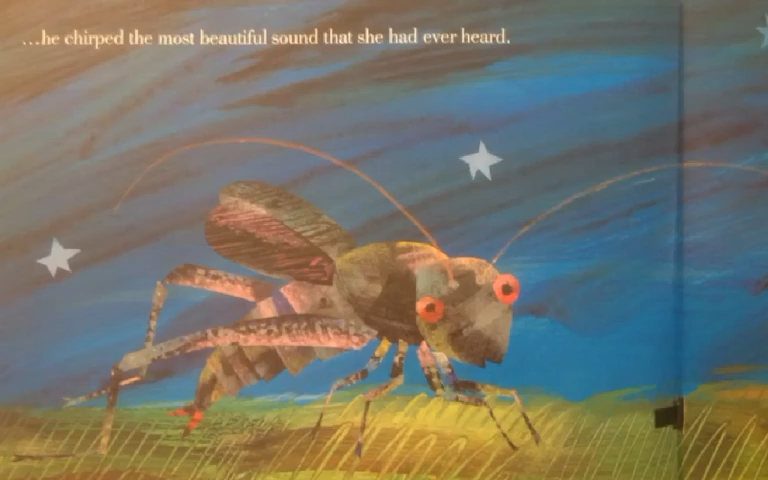 ...he chirped the most beautiful sound that she had ever heard.